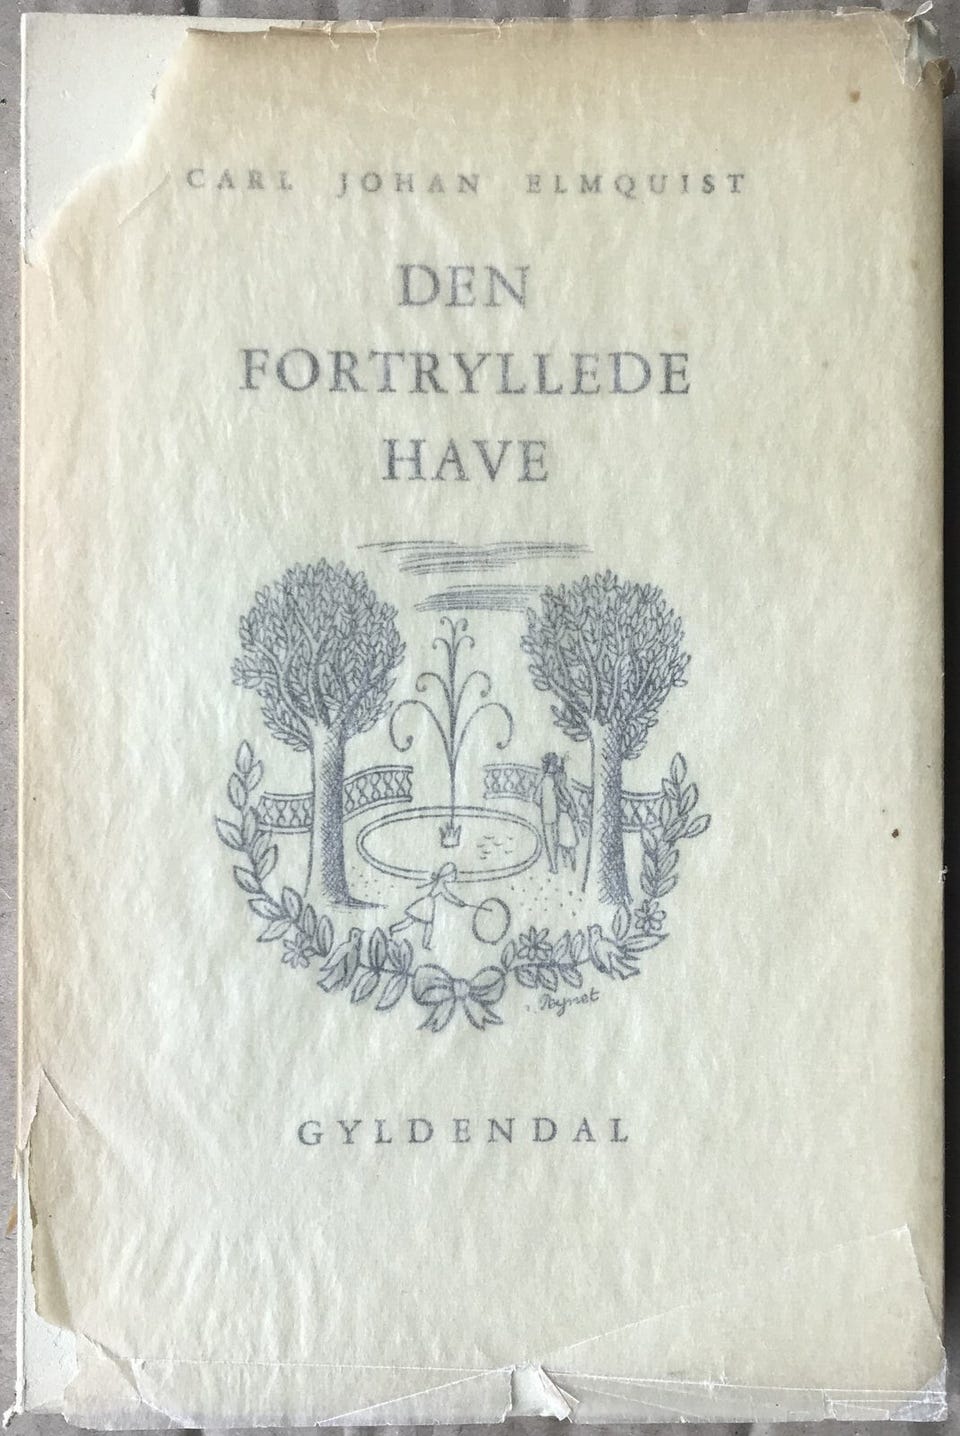 CARL JOHAN ELMQUIST
DEN
FORTRYLLEDE
HAVE
Peynet
GYLDENDAL